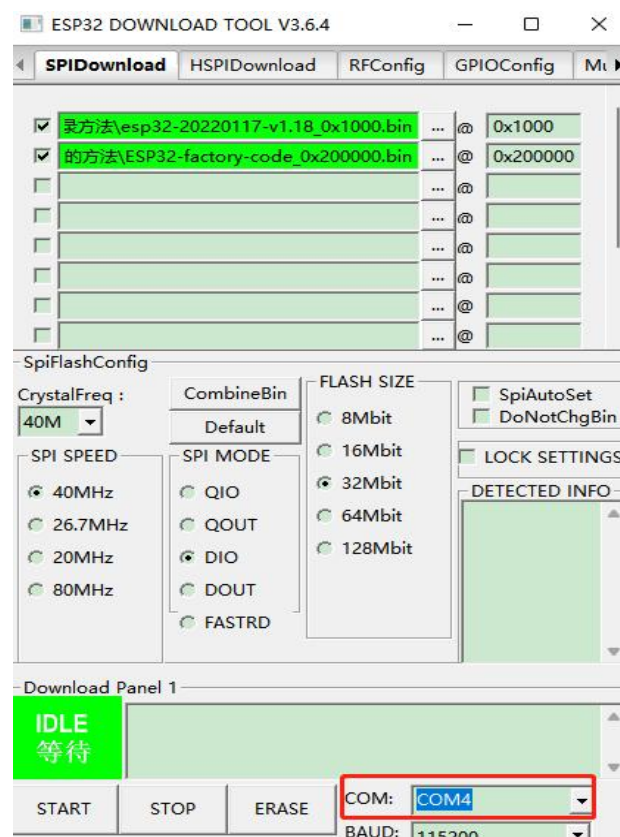 ESP32 DOWNLOAD TOOL V3.6.4
SPIDownload HSPIDownload RFConfig GPIOConfig
录方法\esp32-20220117-v1.18_0x1000.bin ... @ 0x1000
的方法\ESP32-factory-code_0x200000.bin ... @ 0x200000
... @
... @
... @
... @
... @
... @
SpiFlashConfig
CrystalFreq :
40M
CombineBin
Default
SPI SPEED
40MHz
26.7MHz
20MHz
80MHz
SPI MODE
QIO
QOUT
DIO
DOUT
FASTRD
FLASH SIZE
8Mbit
16Mbit
32Mbit
64Mbit
128Mbit
SpiAutoSet
DoNotChgBin
LOCK SETTINGS
DETECTED INFO
Download Panel 1
IDLE
等待
START STOP ERASE
COM: COM4
BAUD: 115200